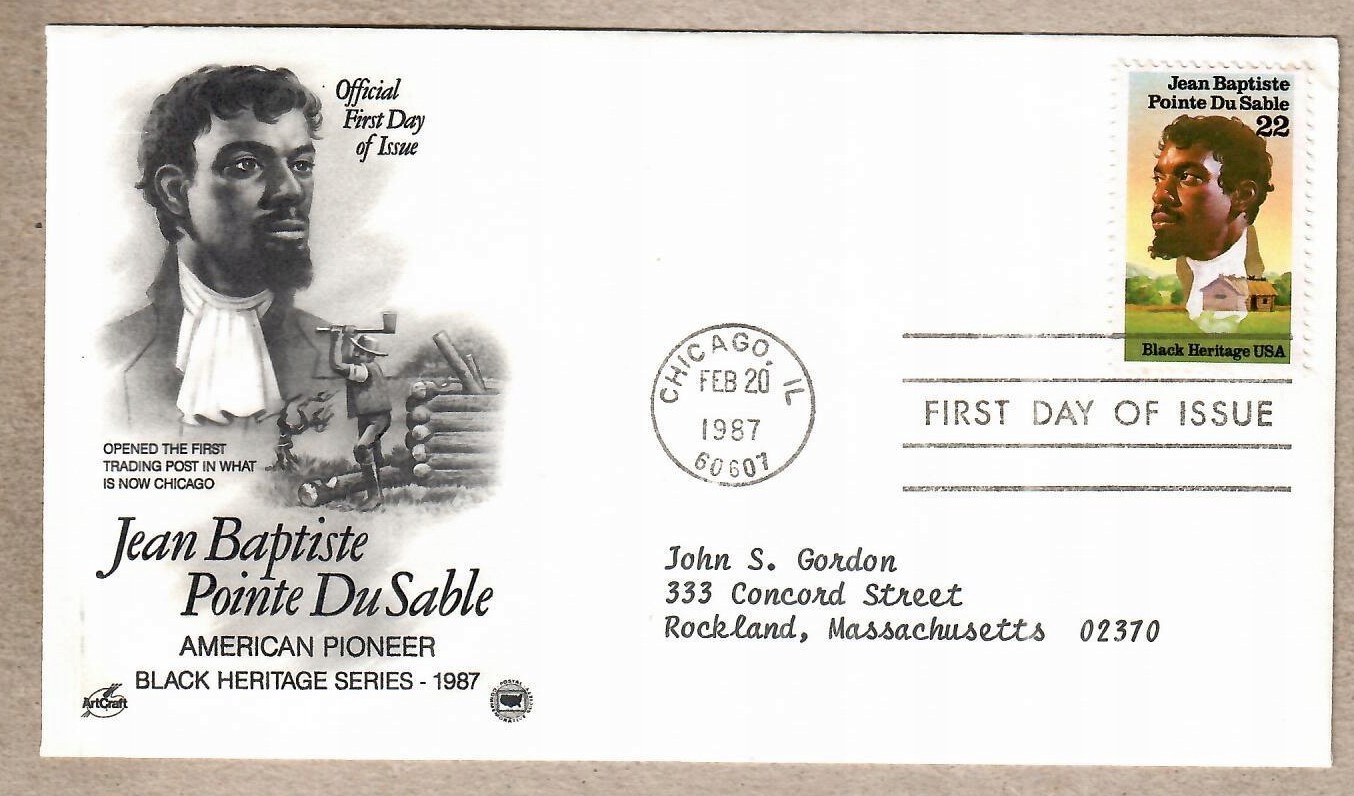 Official
First Day
of Issue
Jean Baptiste
Pointe Du Sable
22
Black Heritage USA
CHICAGO, IL
FEB 20
1987
60607
FIRST DAY OF ISSUE
OPENED THE FIRST
TRADING POST IN WHAT
IS NOW CHICAGO
Jean Baptiste
Pointe Du Sable
AMERICAN PIONEER
BLACK HERITAGE SERIES - 1987
ArtCraft
POSTAL
COMMEMORATIVE
John S. Gordon
333 Concord Street
Rockland, Massachusetts 02370